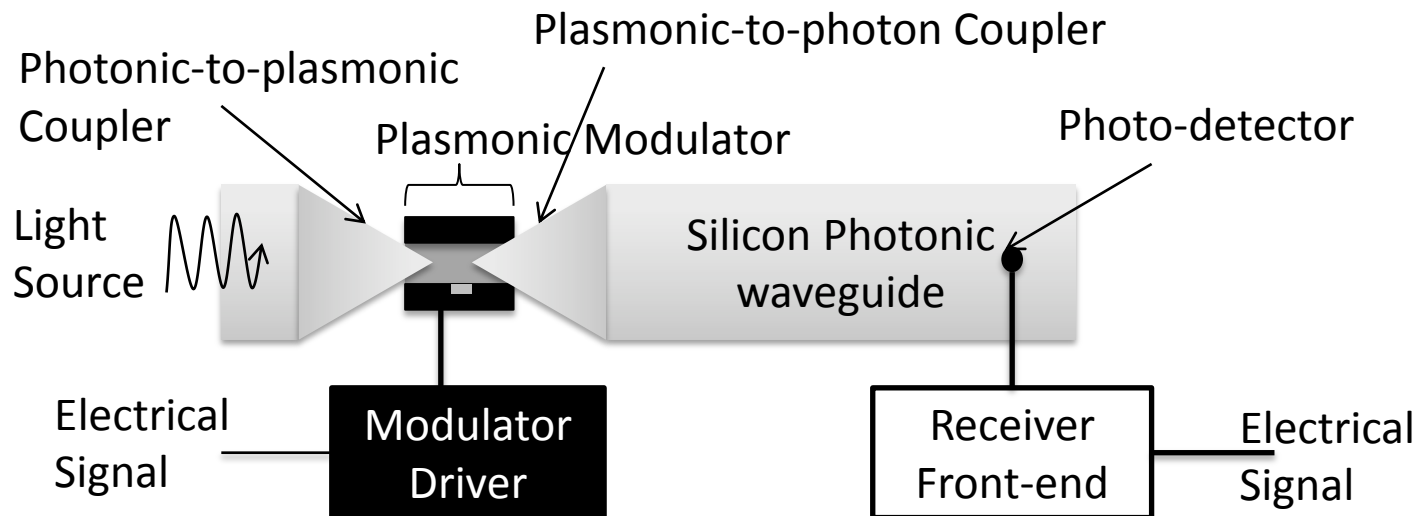 Plasmonic-to-photon Coupler
Photonic-to-plasmonic
Coupler
Plasmonic Modulator
Photo-detector
Light
Source
Silicon Photonic
waveguide
Electrical
Signal
Modulator
Driver
Receiver
Front-end
Electrical
Signal